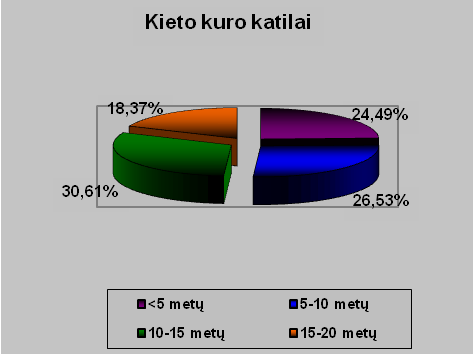 Kieto kuro katilai
18,37%
24,49%
30,61%
26,53%
<5 metų
5-10 metų
10-15 metų
15-20 metų